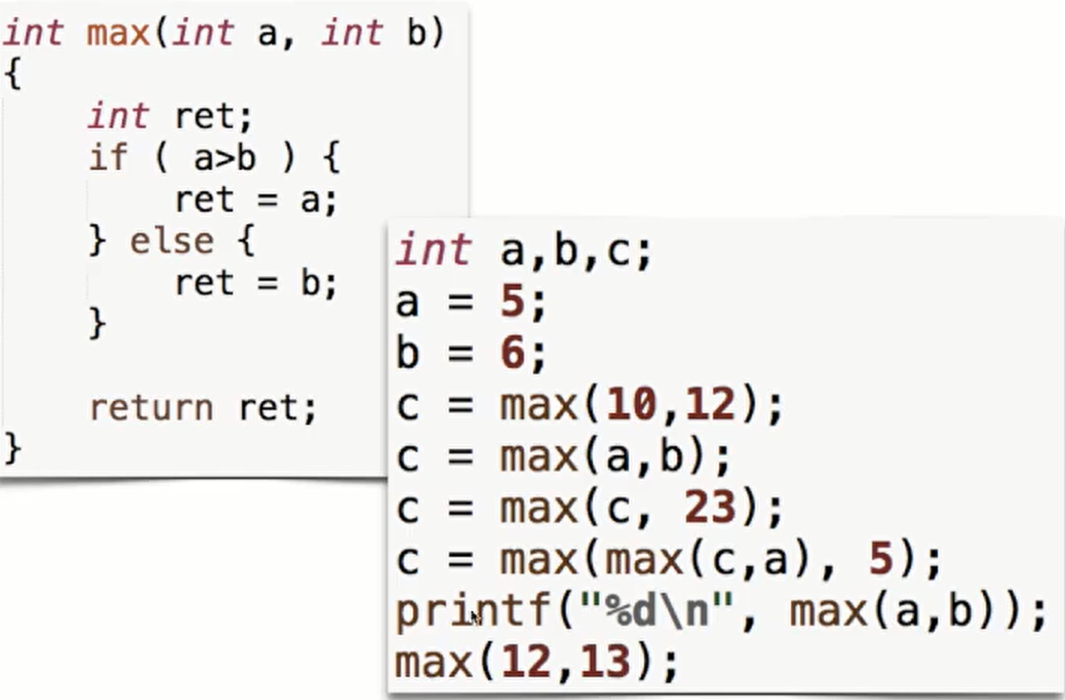 int max(int a, int b)
{
    int ret;
    if ( a>b ) {
        ret = a;
    } else {
        ret = b;
    }
    return ret;
}
int a,b,c;
a = 5;
b = 6;
c = max(10,12);
c = max(a,b);
c = max(c, 23);
c = max(max(c,a), 5);
printf("%d\n", max(a,b));
max(12,13);